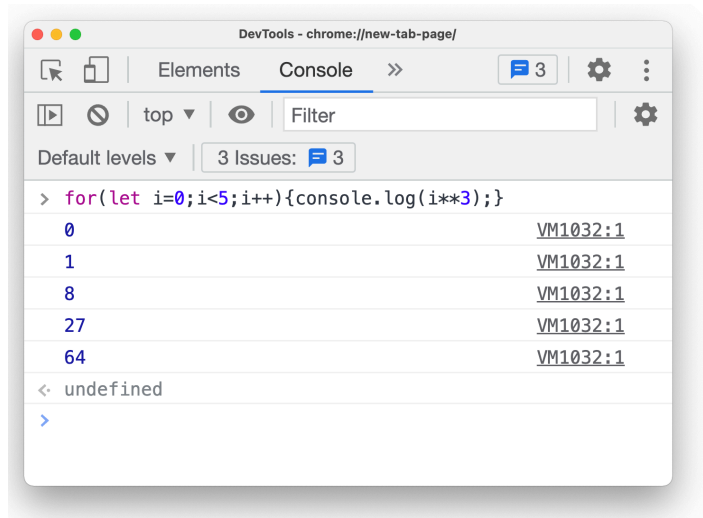 DevTools - chrome://new-tab-page/
Elements Console 3
top Filter
Default levels 3 Issues: 3
for(let i=0;i<5;i++){console.log(i**3);}
0 VM1032:1
1 VM1032:1
8 VM1032:1
27 VM1032:1
64 VM1032:1
undefined